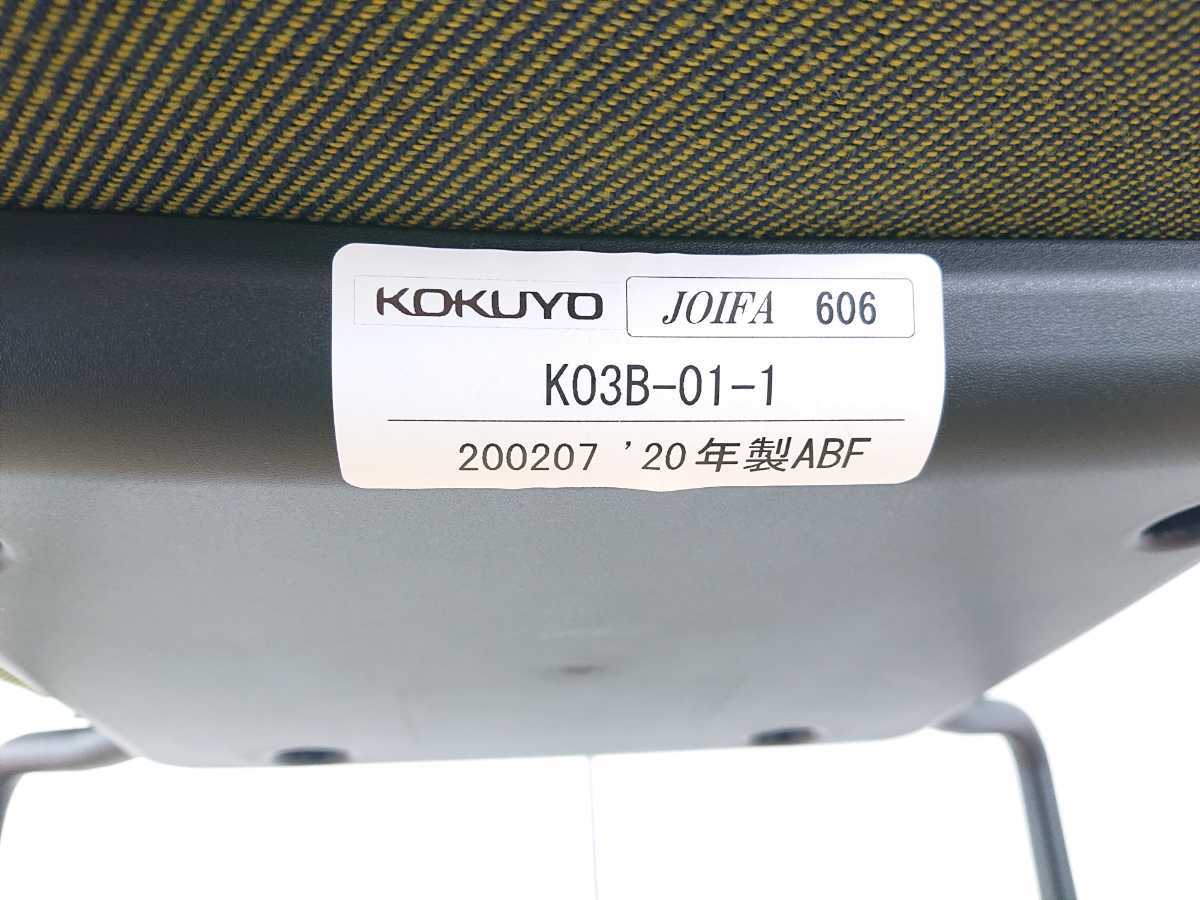 KOKUYO JOIFA 606
K03B-01-1
200207 '20年製ABF